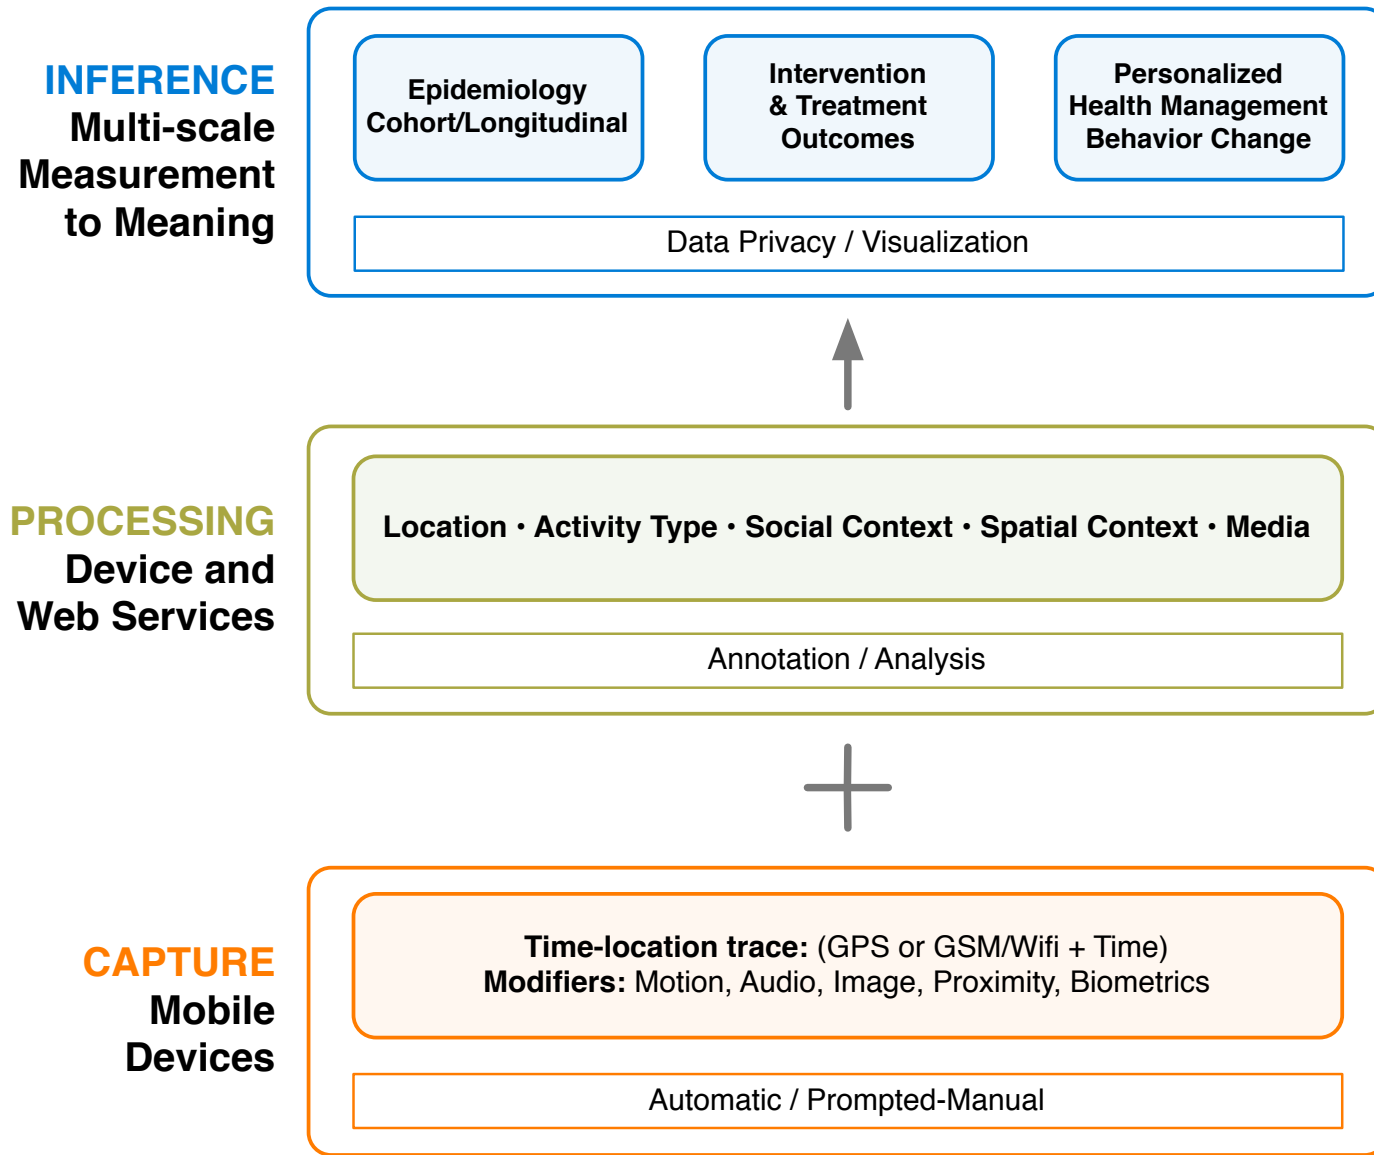 INFERENCE
Multi-scale
Measurement
to Meaning
Epidemiology
Cohort/Longitudinal
Intervention
& Treatment
Outcomes
Personalized
Health Management
Behavior Change
Data Privacy / Visualization
PROCESSING
Device and
Web Services
Location • Activity Type • Social Context • Spatial Context • Media
Annotation / Analysis
CAPTURE
Mobile
Devices
Time-location trace: (GPS or GSM/Wifi + Time)
Modifiers: Motion, Audio, Image, Proximity, Biometrics
Automatic / Prompted-Manual